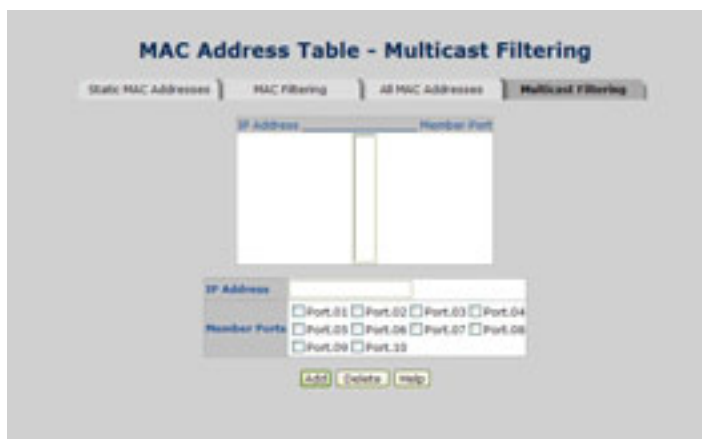 MAC Address Table - Multicast Filtering
Static MAC Addresses MAC Filtering All MAC Addresses Multicast Filtering
IP Address ____________________ Member Port
IP Address
Member Ports
Port.01 Port.02 Port.03 Port.04
Port.05 Port.06 Port.07 Port.08
Port.09 Port.10
Add Delete Help